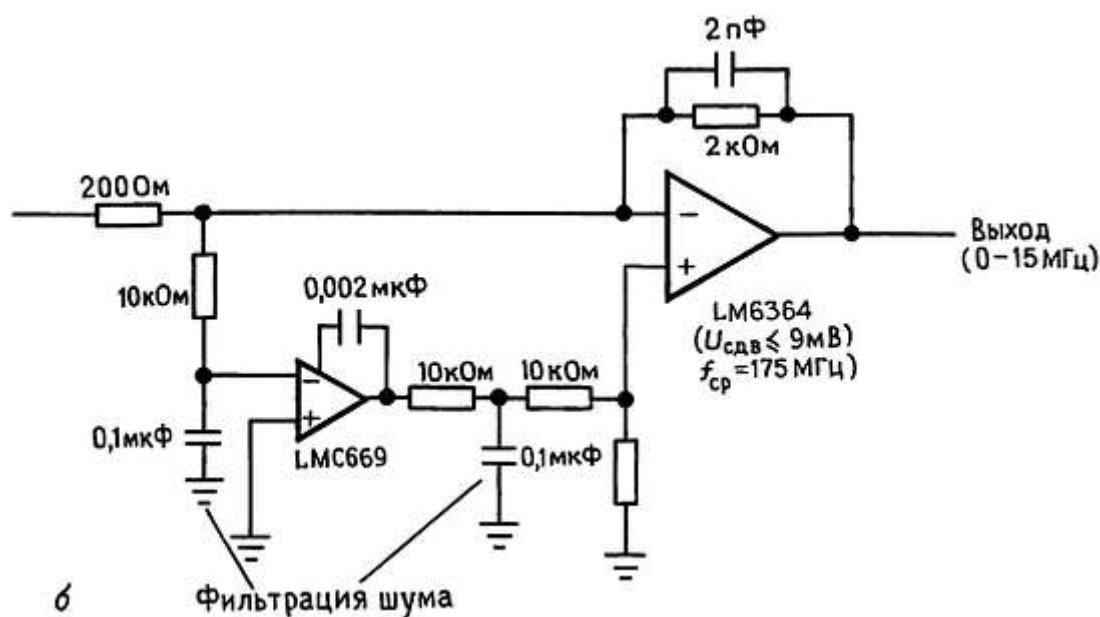 2пФ
2кОм
200Ом
Выход
(0–15МГц)
10кОм
0,002мкФ
LM6364
(Uсдв ⩽ 9мВ)
fср=175МГц)
10кОм
10кОм
0,1мкФ
LMC669
0,1мкФ
б
Фильтрация шума